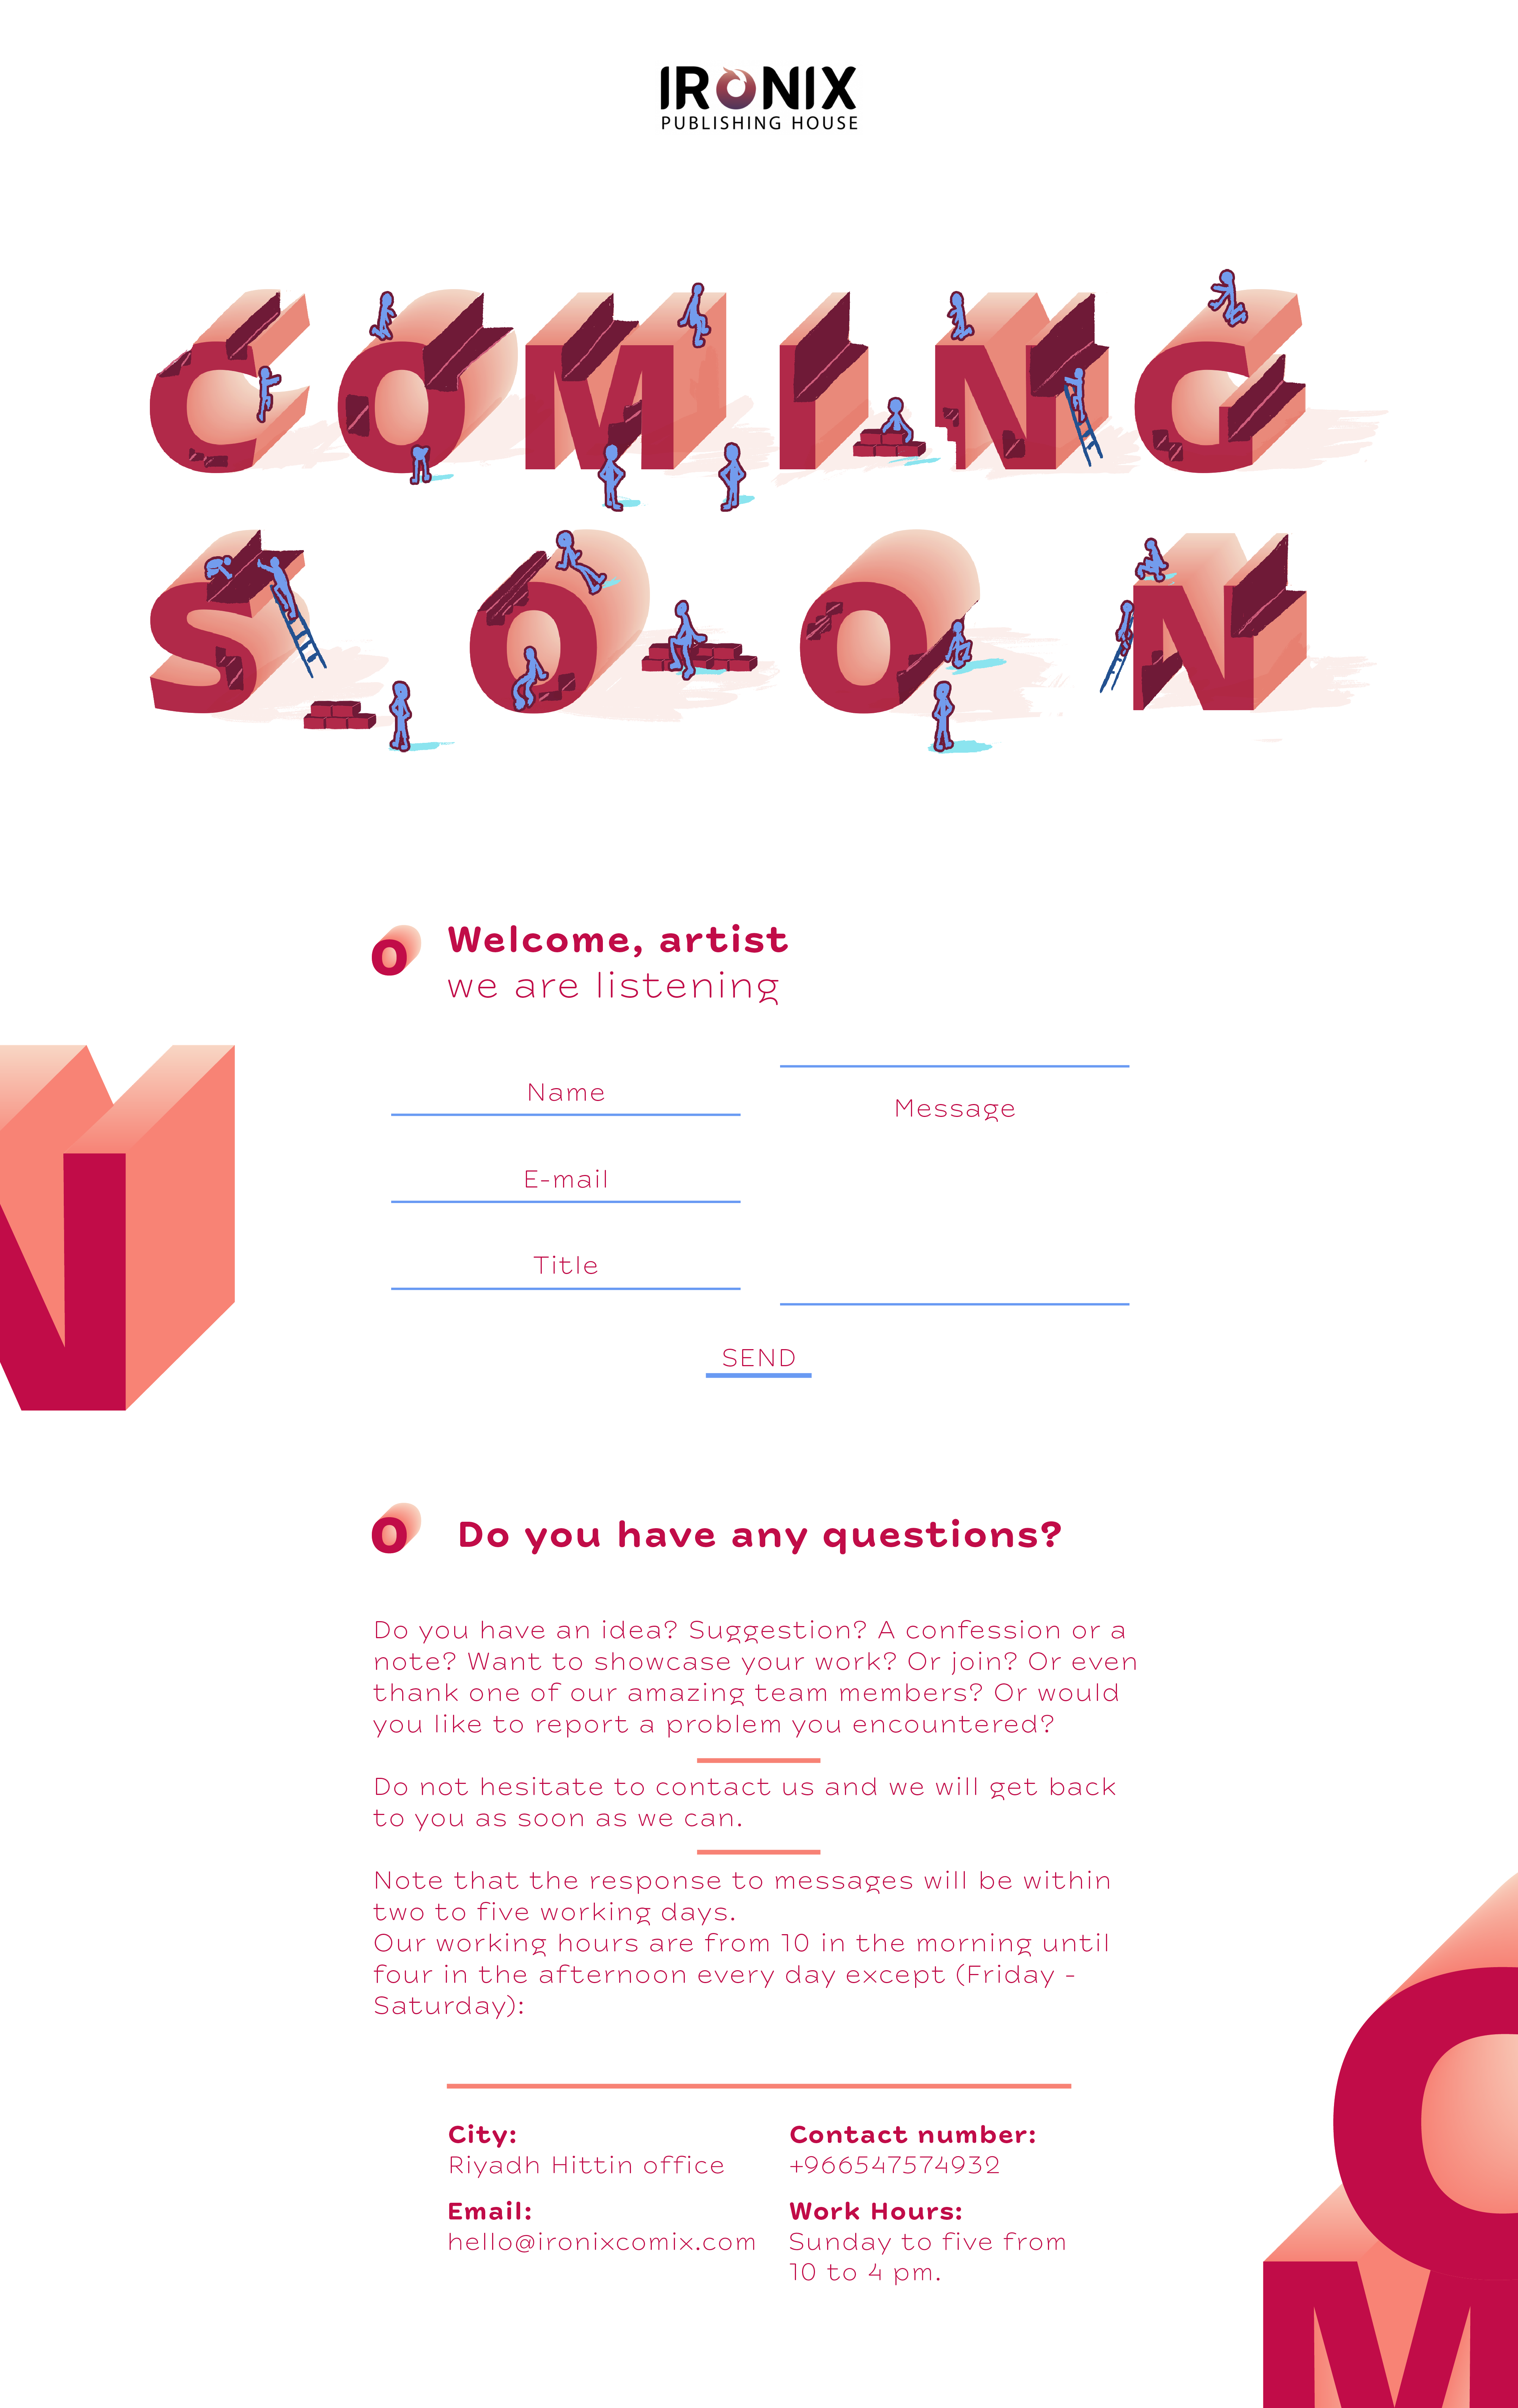 IRONIX
PUBLISHING HOUSE
COMING
SOON
Welcome, artist
we are listening
Name
Message
E-mail
Title
SEND
Do you have any questions?
Do you have an idea? Suggestion? A confession or a
note? Want to showcase your work? Or join? Or even
thank one of our amazing team members? Or would
you like to report a problem you encountered?
Do not hesitate to contact us and we will get back
to you as soon as we can.
Note that the response to messages will be within
two to five working days.
Our working hours are from 10 in the morning until
four in the afternoon every day except (Friday -
Saturday):
City:
Riyadh Hittin office
Contact number:
+966547574932
Email:
hello@ironixcomix.com
Work Hours:
Sunday to five from
10 to 4 pm.